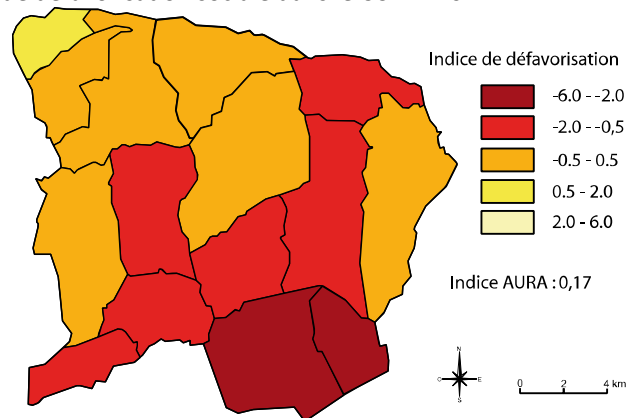 Indice de défavorisation
-6.0 - -2.0
-2.0 - -0,5
-0.5 - 0.5
0.5 - 2.0
2.0 - 6.0
Indice AURA : 0,17
N
O E
S
0 2 4 km